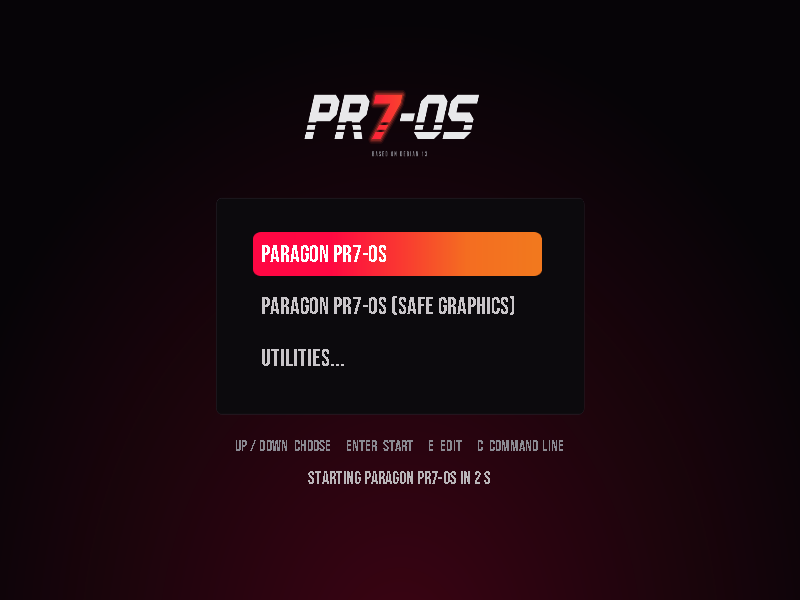 PR7-OS
BASED ON DEBIAN 13
PARAGON PR7-OS
PARAGON PR7-OS (SAFE GRAPHICS)
UTILITIES...
UP / DOWN CHOOSE ENTER START E EDIT C COMMAND LINE
STARTING PARAGON PR7-OS IN 2 S